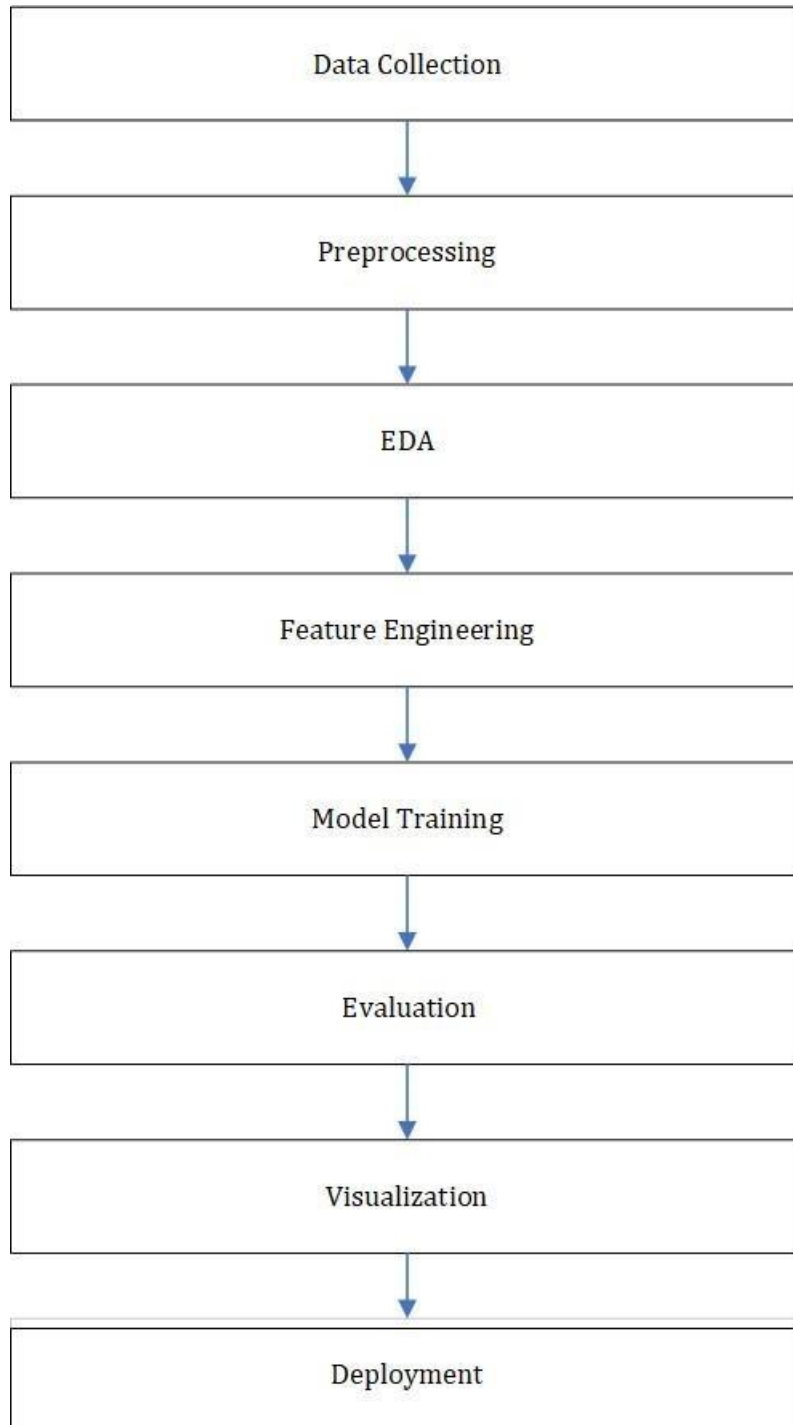 Data Collection
Preprocessing
EDA
Feature Engineering
Model Training
Evaluation
Visualization
Deployment